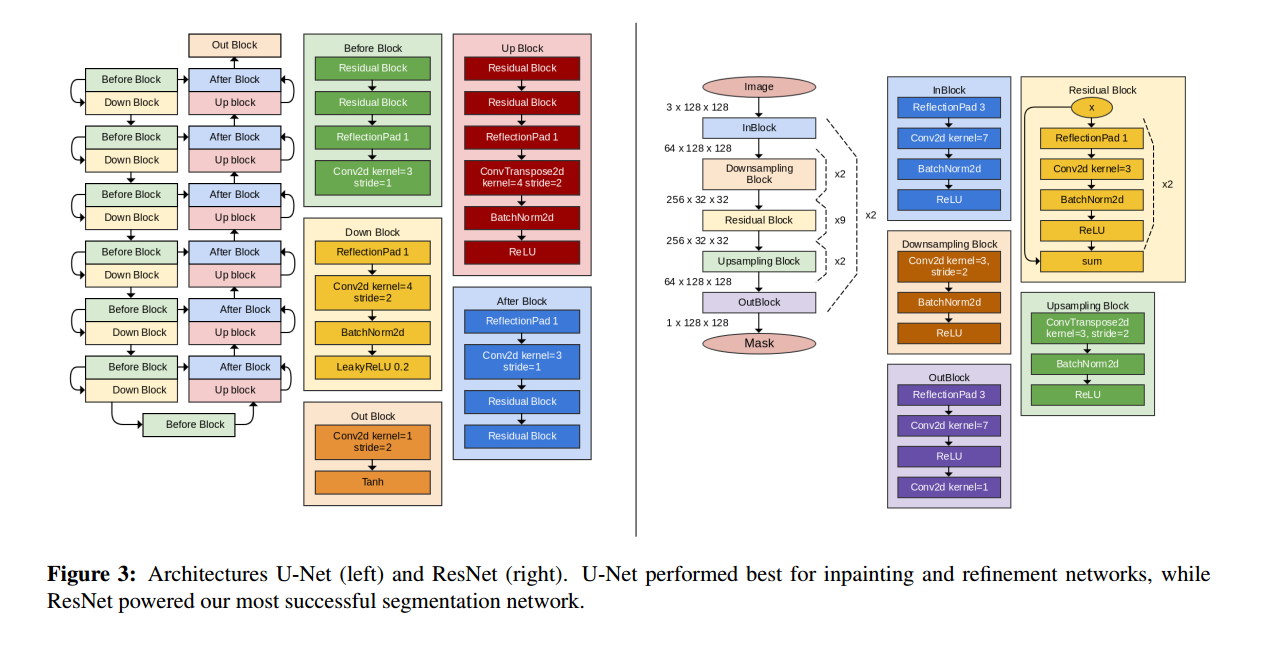 Out Block
Before Block
Down Block
After Block
Up block
Before Block
Down Block
After Block
Up block
Before Block
Down Block
After Block
Up block
Before Block
Down Block
After Block
Up block
Before Block
Down Block
After Block
Up block
Before Block
Down Block
After Block
Up block
Before Block
Before Block
Residual Block
Residual Block
ReflectionPad 1
Conv2d kernel=3
stride=1
Down Block
ReflectionPad 1
Conv2d kernel=4
stride=2
BatchNorm2d
LeakyReLU 0.2
Out Block
Conv2d kernel=1
stride=2
Tanh
Up Block
Residual Block
Residual Block
ReflectionPad 1
ConvTranspose2d
kernel=4 stride=2
BatchNorm2d
ReLU
After Block
ReflectionPad 1
Conv2d kernel=3
stride=1
Residual Block
Residual Block
Image
3 x 128 x 128
InBlock
64 x 128 x 128
Downsampling
Block
x2
256 x 32 x 32
Residual Block
x9
x2
256 x 32 x 32
Upsampling Block
x2
64 x 128 x 128
OutBlock
1 x 128 x 128
Mask
InBlock
ReflectionPad 3
Conv2d kernel=7
BatchNorm2d
ReLU
Downsampling Block
Conv2d kernel=3,
stride=2
BatchNorm2d
ReLU
OutBlock
ReflectionPad 3
Conv2d kernel=7
ReLU
Conv2d kernel=1
Residual Block
x
ReflectionPad 1
Conv2d kernel=3
BatchNorm2d
ReLU
sum
x2
Upsampling Block
ConvTranspose2d
kernel=3, stride=2
BatchNorm2d
ReLU
Figure 3: Architectures U-Net (left) and ResNet (right). U-Net performed best for inpainting and refinement networks, while
ResNet powered our most successful segmentation network.